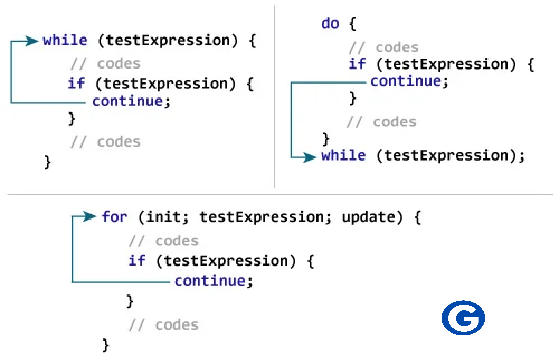 while (testExpression) {
// codes
if (testExpression) {
continue;
}
// codes
}
do {
// codes
if (testExpression) {
continue;
}
// codes
}
while (testExpression);
for (init; testExpression; update) {
// codes
if (testExpression) {
continue;
}
// codes
}
G